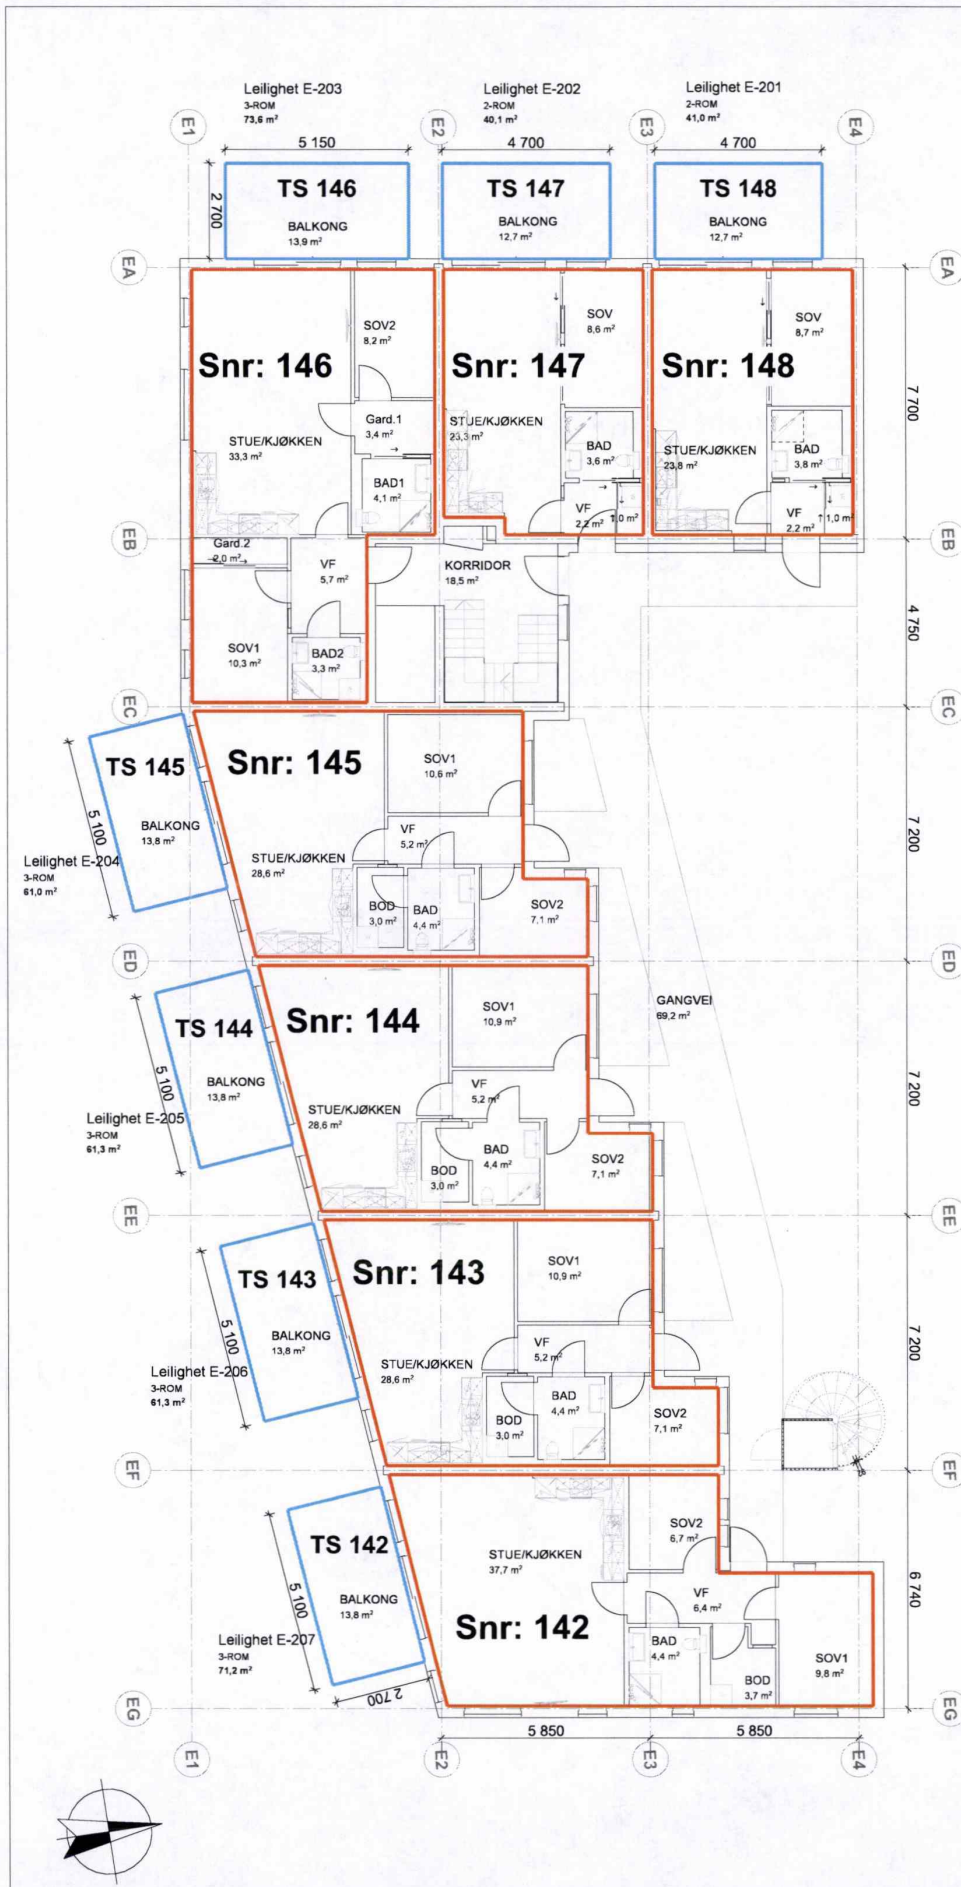 Leilighet E-203
3-ROM
73,6 m²
Leilighet E-202
2-ROM
40,1 m²
Leilighet E-201
2-ROM
41,0 m²
E1
E2
E3
E4
5 150
4 700
4 700
2 700
TS 146
BALKONG
13,9 m²
TS 147
BALKONG
12,7 m²
TS 148
BALKONG
12,7 m²
EA
EA
Snr: 146
SOV2
8,2 m²
Gard.1
3,4 m²
STUE/KJØKKEN
33,3 m²
BAD1
4,1 m²
Snr: 147
SOV
8,6 m²
STUE/KJØKKEN
23,3 m²
BAD
3,6 m²
VF
2,2 m²
1,0 m²
Snr: 148
SOV
8,7 m²
STUE/KJØKKEN
23,8 m²
BAD
3,8 m²
VF
2,2 m²
1,0 m²
7 700
EB
EB
Gard.2
2,0 m²
VF
5,7 m²
KORRIDOR
18,5 m²
SOV1
10,3 m²
BAD2
3,3 m²
4 750
EC
EC
TS 145
BALKONG
13,8 m²
5 100
Leilighet E-204
3-ROM
61,0 m²
Snr: 145
SOV1
10,6 m²
VF
5,2 m²
STUE/KJØKKEN
28,6 m²
BOD
3,0 m²
BAD
4,4 m²
SOV2
7,1 m²
7 200
ED
ED
TS 144
BALKONG
13,8 m²
5 100
Leilighet E-205
3-ROM
61,3 m²
Snr: 144
SOV1
10,9 m²
GANGVEI
69,2 m²
VF
5,2 m²
STUE/KJØKKEN
28,6 m²
BOD
3,0 m²
BAD
4,4 m²
SOV2
7,1 m²
7 200
EE
EE
TS 143
BALKONG
13,8 m²
5 100
Leilighet E-206
3-ROM
61,3 m²
Snr: 143
SOV1
10,9 m²
VF
5,2 m²
STUE/KJØKKEN
28,6 m²
BOD
3,0 m²
BAD
4,4 m²
SOV2
7,1 m²
7 200
EF
EF
TS 142
BALKONG
13,8 m²
5 100
Leilighet E-207
3-ROM
71,2 m²
2 700
SOV2
6,7 m²
STUE/KJØKKEN
37,7 m²
VF
6,4 m²
Snr: 142
BAD
4,4 m²
BOD
3,7 m²
SOV1
9,8 m²
6 740
EG
EG
5 850
5 850
E1
E2
E3
E4